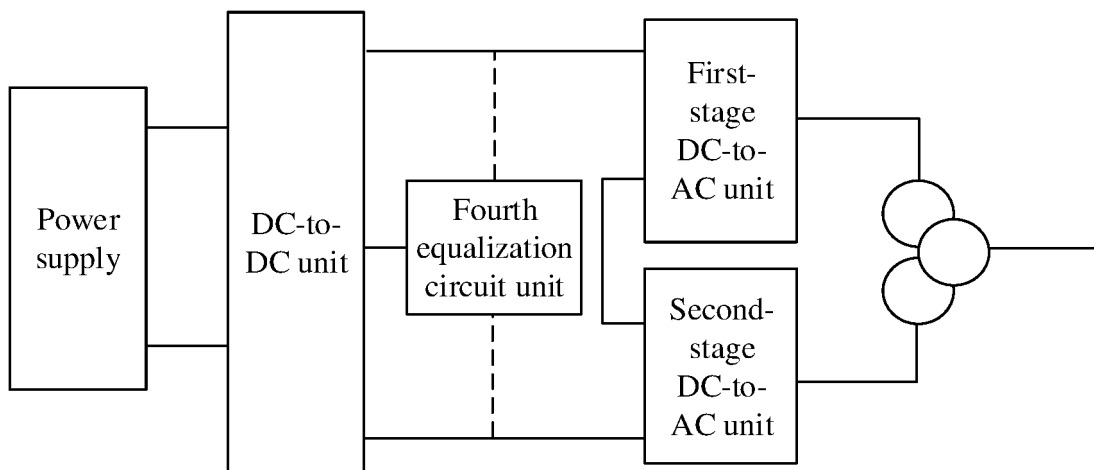 Power
supply
DC-to-
DC unit
Fourth
equalization
circuit unit
First-
stage
DC-to-
AC unit
Second-
stage
DC-to-
AC unit